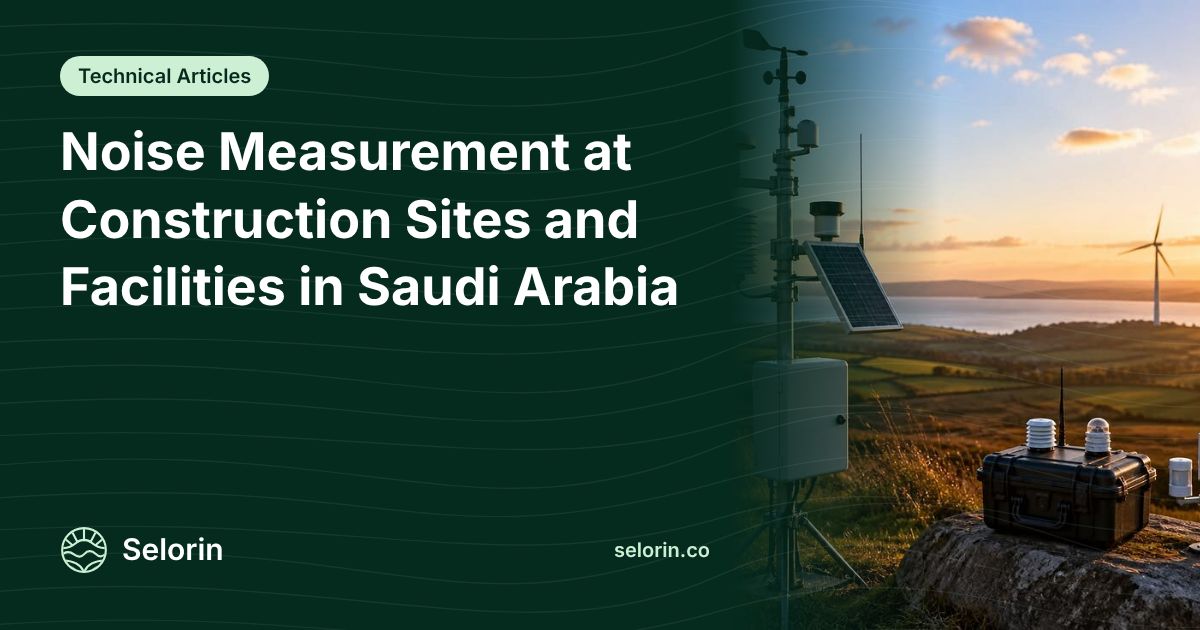 Technical Articles
Noise Measurement at
Construction Sites and
Facilities in Saudi Arabia
Selorin
selorin.co